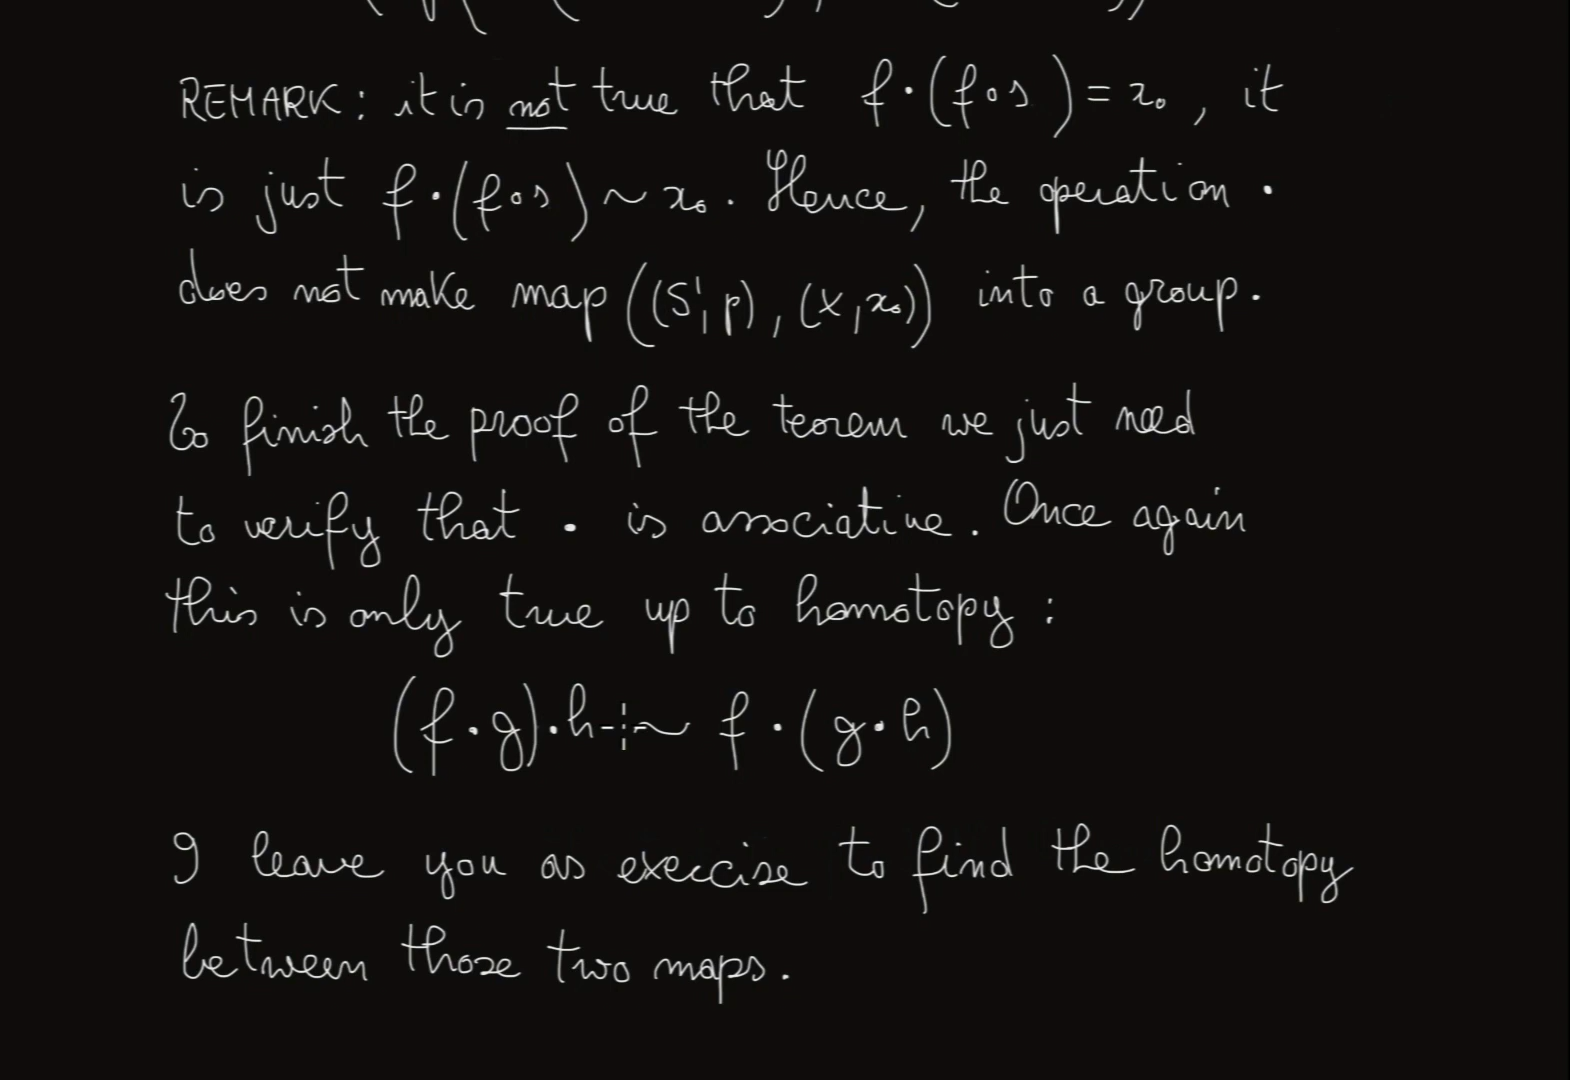 REMARK: it is not true that f·(f∘s)=x₀, it
is just f·(f∘s)~x₀. Hence, the operation ·
does not make map((S¹,p),(X,x₀)) into a group.
To finish the proof of the teorem we just need
to verify that · is associative. Once again
this is only true up to homotopy:
(f·g)·h ~ f·(g·h)
I leave you as exercise to find the homotopy
between those two maps.